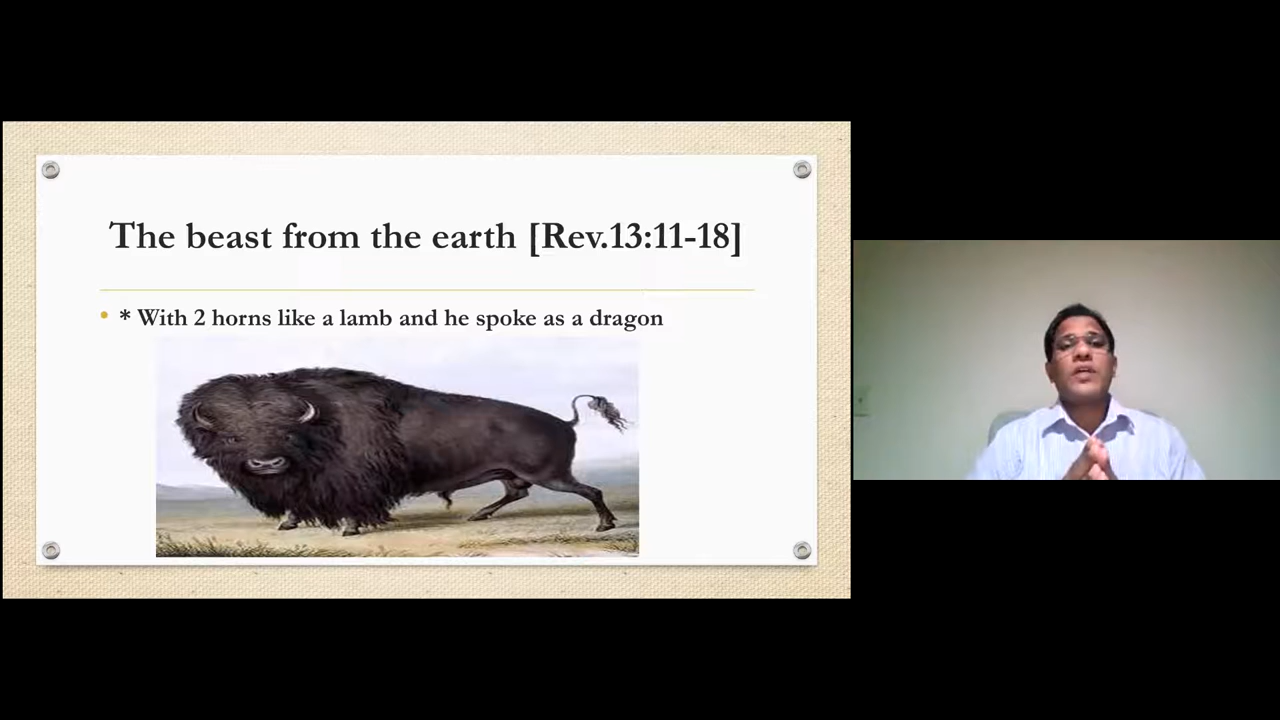 The beast from the earth [Rev.13:11-18]
• * With 2 horns like a lamb and he spoke as a dragon